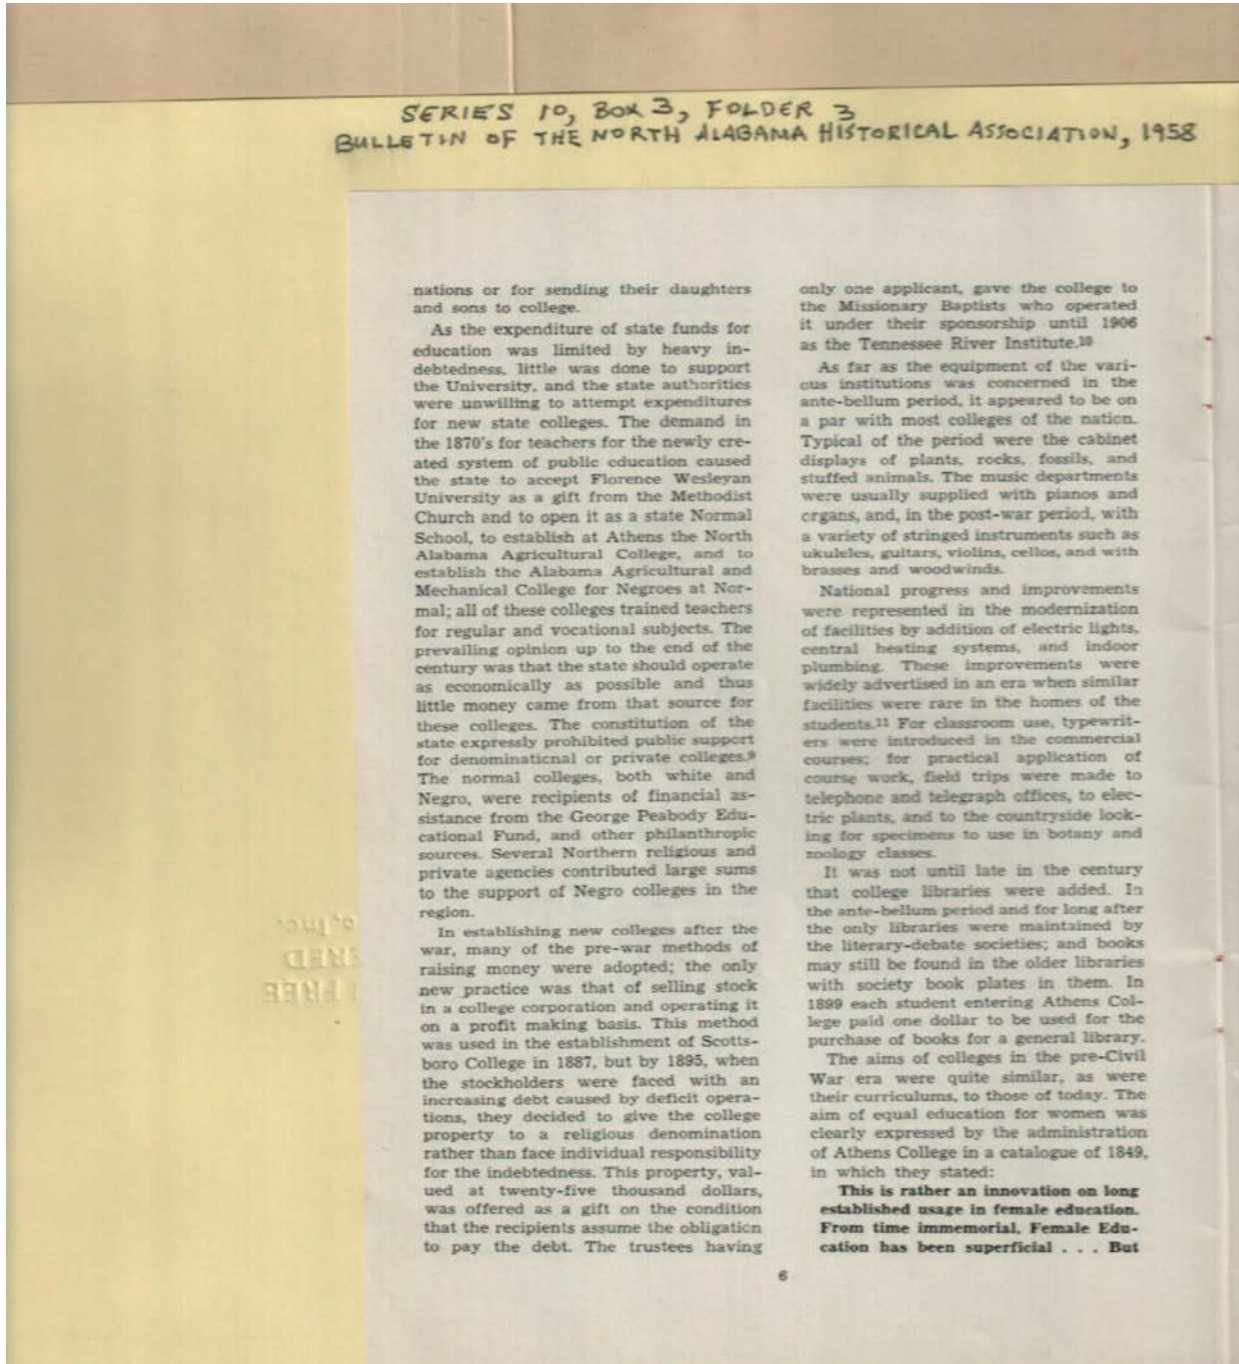 SERIES 10, BOX 3, FOLDER 3
BULLETIN OF THE NORTH ALABAMA HISTORICAL ASSOCIATION, 1958
nations or for sending their daughters
and sons to college.
As the expenditure of state funds for
education was limited by heavy in-
debtedness, little was done to support
the University, and the state authorities
were unwilling to attempt expenditures
for new state colleges. The demand in
the 1870's for teachers for the newly cre-
ated system of public education caused
the state to accept Florence Wesleyan
University as a gift from the Methodist
Church and to open it as a state Normal
School, to establish at Athens the North
Alabama Agricultural College, and to
establish the Alabama Agricultural and
Mechanical College for Negroes at Nor-
mal; all of these colleges trained teachers
for regular and vocational subjects. The
prevailing opinion up to the end of the
century was that the state should operate
as economically as possible and thus
little money came from that source for
these colleges. The constitution of the
state expressly prohibited public support
for denominational or private colleges.9
The normal colleges, both white and
Negro, were recipients of financial as-
sistance from the George Peabody Edu-
cational Fund, and other philanthropic
sources. Several Northern religious and
private agencies contributed large sums
to the support of Negro colleges in the
region.
In establishing new colleges after the
war, many of the pre-war methods of
raising money were adopted; the only
new practice was that of selling stock
in a college corporation and operating it
on a profit making basis. This method
was used in the establishment of Scotts-
boro College in 1887, but by 1895, when
the stockholders were faced with an
increasing debt caused by deficit opera-
tions, they decided to give the college
property to a religious denomination
rather than face individual responsibility
for the indebtedness. This property, val-
ued at twenty-five thousand dollars,
was offered as a gift on the condition
that the recipients assume the obligation
to pay the debt. The trustees having
only one applicant, gave the college to
the Missionary Baptists who operated
it under their sponsorship until 1906
as the Tennessee River Institute.10
As far as the equipment of the vari-
ous institutions was concerned in the
ante-bellum period, it appeared to be on
a par with most colleges of the nation.
Typical of the period were the cabinet
displays of plants, rocks, fossils, and
stuffed animals. The music departments
were usually supplied with pianos and
organs, and, in the post-war period, with
a variety of stringed instruments such as
ukuleles, guitars, violins, cellos, and with
brasses and woodwinds.
National progress and improvements
were represented in the modernization
of facilities by addition of electric lights,
central heating systems, and indoor
plumbing. These improvements were
widely advertised in an era when similar
facilities were rare in the homes of the
students.11 For classroom use, typewrit-
ers were introduced in the commercial
courses; for practical application of
course work, field trips were made to
telephone and telegraph offices, to elec-
tric plants, and to the countryside look-
ing for specimens to use in botany and
zoology classes.
It was not until late in the century
that college libraries were added. In
the ante-bellum period and for long after
the only libraries were maintained by
the literary-debate societies; and books
may still be found in the older libraries
with society book plates in them. In
1899 each student entering Athens Col-
lege paid one dollar to be used for the
purchase of books for a general library.
The aims of colleges in the pre-Civil
War era were quite similar, as were
their curriculums, to those of today. The
aim of equal education for women was
clearly expressed by the administration
of Athens College in a catalogue of 1849,
in which they stated:
This is rather an innovation on long
established usage in female education.
From time immemorial, Female Edu-
cation has been superficial . . . But
6